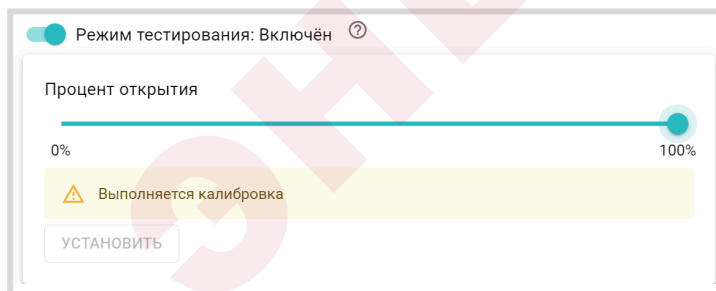 Режим тестирования: Включён ?
Процент открытия
0% 100%
Выполняется калибровка
УСТАНОВИТЬ